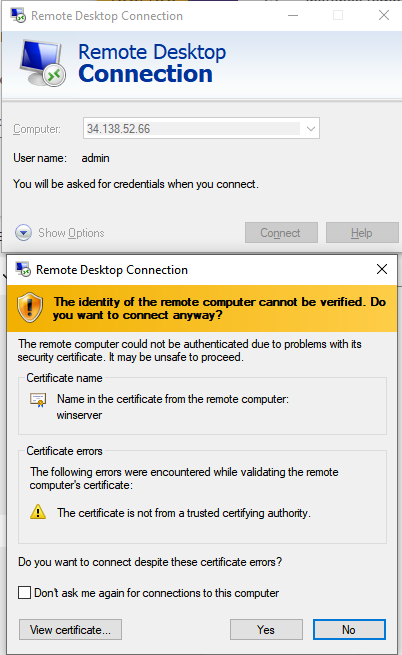 Remote Desktop Connection
Remote Desktop
Connection
Computer:
34.138.52.66
User name:
admin
You will be asked for credentials when you connect.
Show Options
Connect
Help
Remote Desktop Connection
The identity of the remote computer cannot be verified. Do
you want to connect anyway?
The remote computer could not be authenticated due to problems with its
security certificate. It may be unsafe to proceed.
Certificate name
Name in the certificate from the remote computer:
winserver
Certificate errors
The following errors were encountered while validating the remote
computer's certificate:
The certificate is not from a trusted certifying authority.
Do you want to connect despite these certificate errors?
Don't ask me again for connections to this computer
View certificate...
Yes
No